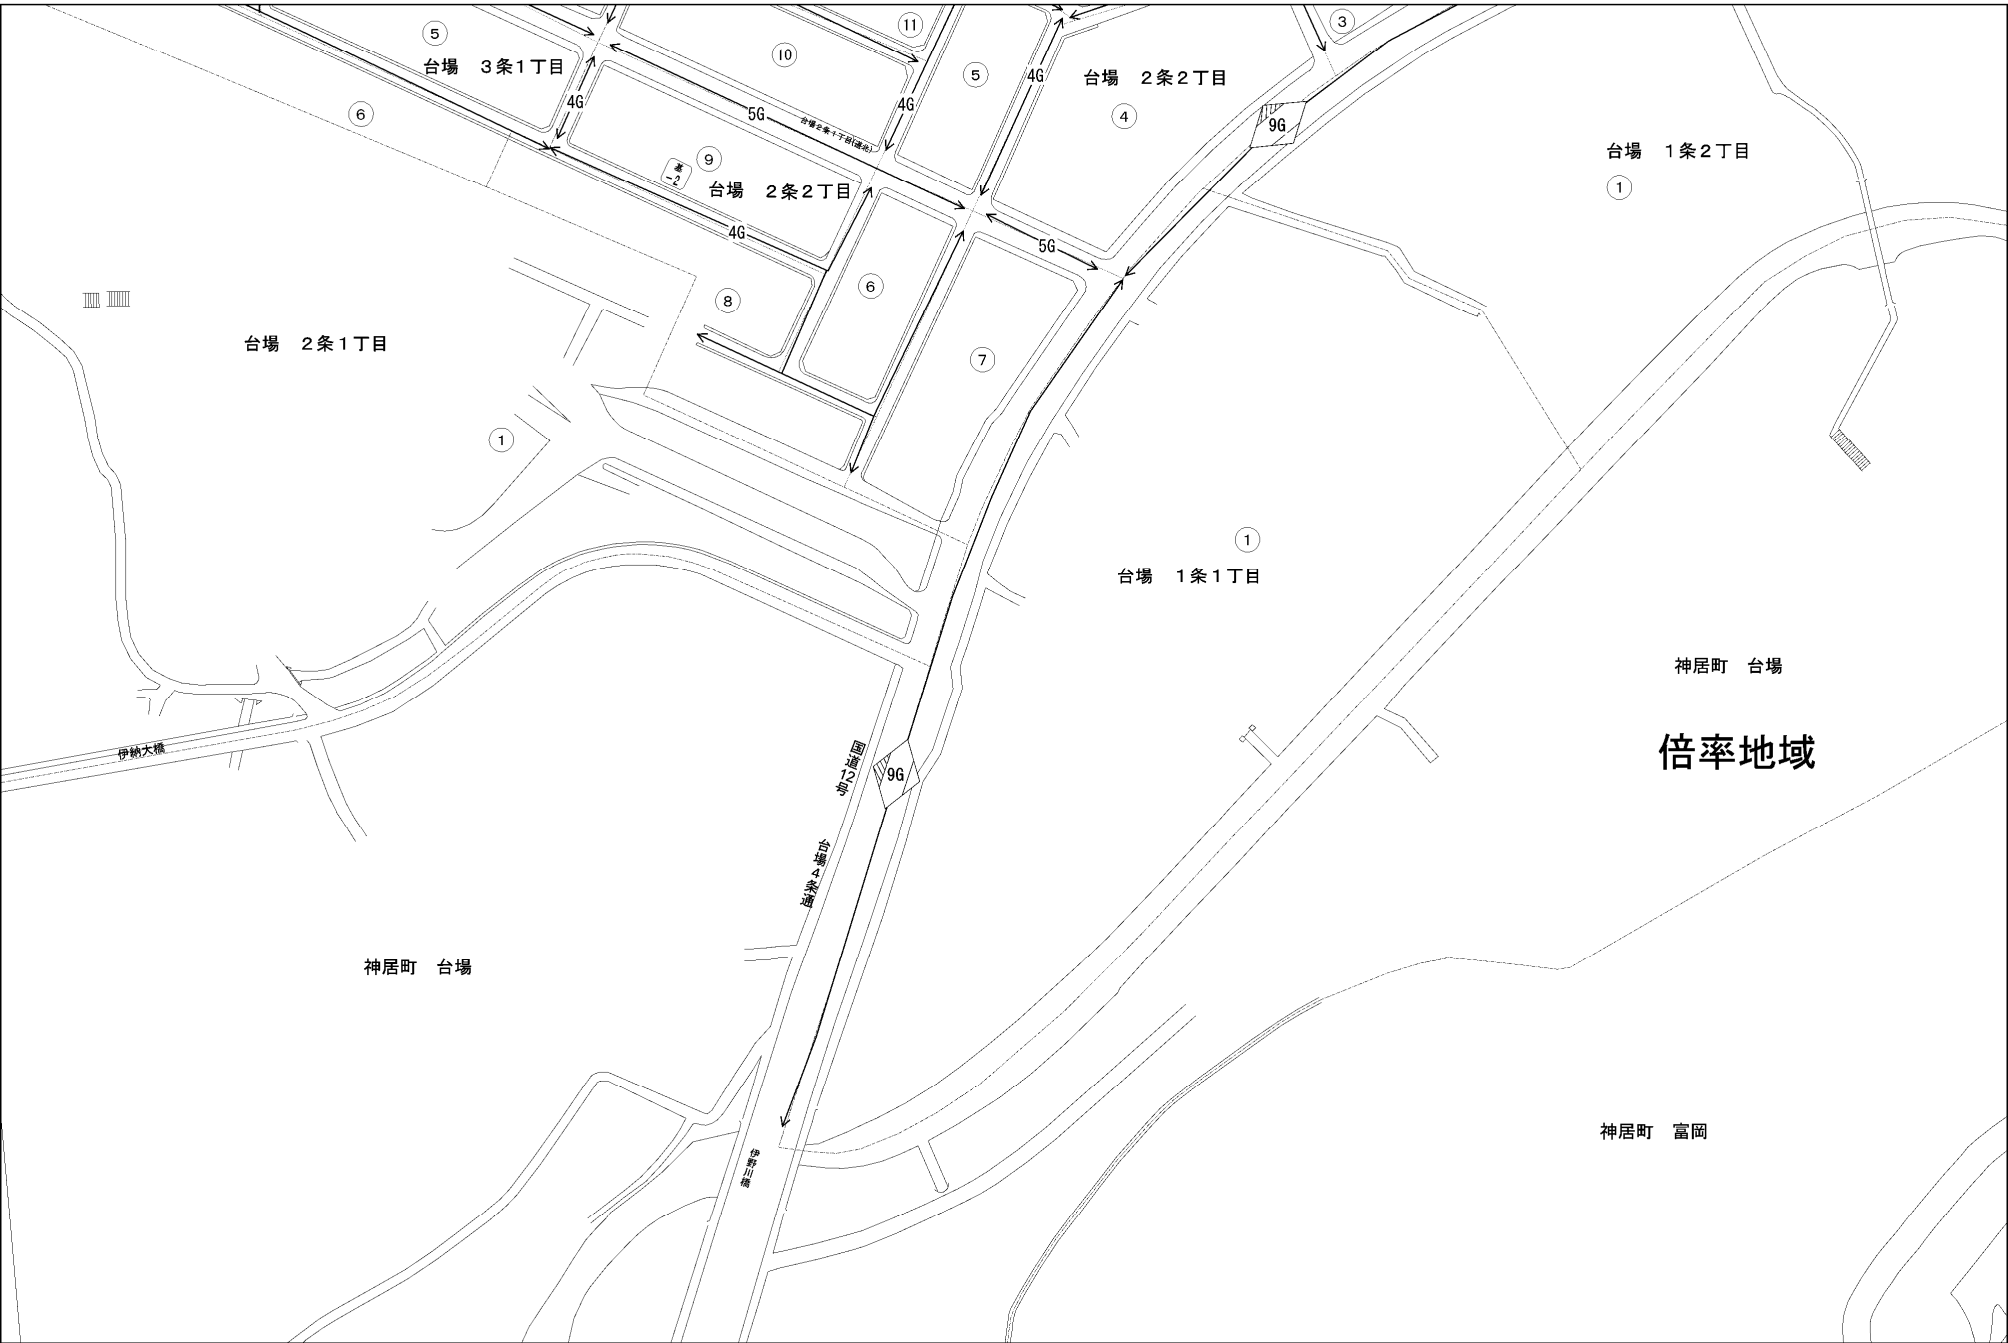 ⑪
③
⑤
台場　３条１丁目
⑩
⑤
4G
台場　２条２丁目
④
4G
4G
5G
⑥
台場２条１丁目(道北)
9G
台場　１条２丁目
①
⑨
基
-2
台場　２条２丁目
4G
5G
⑥
⑧
台場　２条１丁目
⑦
①
①
台場　１条１丁目
神居町　台場
伊納大橋
国道12号
9G
倍率地域
台場４条通
神居町　台場
神居町　富岡
伊野川橋